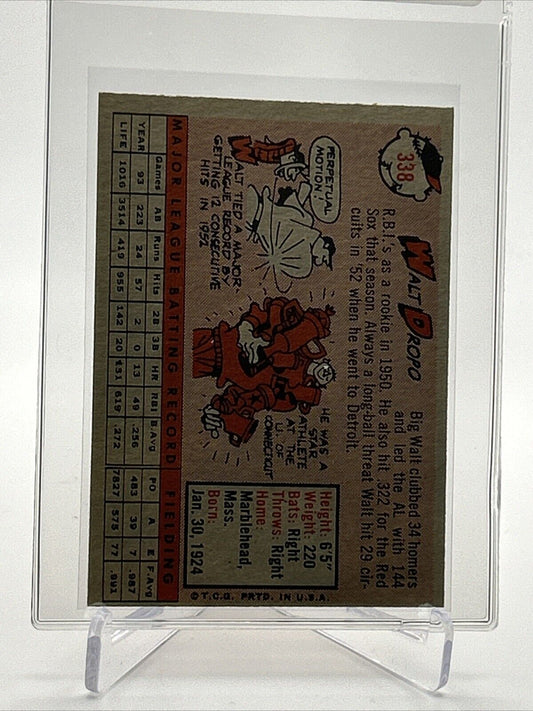 338
WALT DROPO
Big Walt clubbed 34 homers
and led the AL with 144
R.B.I.'s as a rookie in 1950. He also hit .322 for the Red
Sox that season. Always a long-ball threat Walt hit 29 cir-
cuits in '52 when he went to Detroit.
PERPETUAL
MOTION!
WALT TIED A MAJOR-
LEAGUE RECORD BY
GETTING 12 CONSECUTIVE
HITS IN 1952
HE WAS A
STAR
ATHLETE
AT THE
U. OF
CONNECTICUT
Height: 6'5"
Weight: 220
Bats: Right
Throws: Right
Home:
Marblehead,
Mass.
Born:
Jan. 30, 1924
©T.C.G. PRTD. IN U.S.A.
MAJOR LEAGUE BATTING RECORD FIELDING
Games AB Runs Hits 2B 3B HR RBI B.Avg PO A E F.Avg
YEAR 93 223 24 57 2 0 13 49 .256 483 39 7 .987
LIFE 1016 3514 419 955 142 20 131 619 .272 7827 575 77 .991